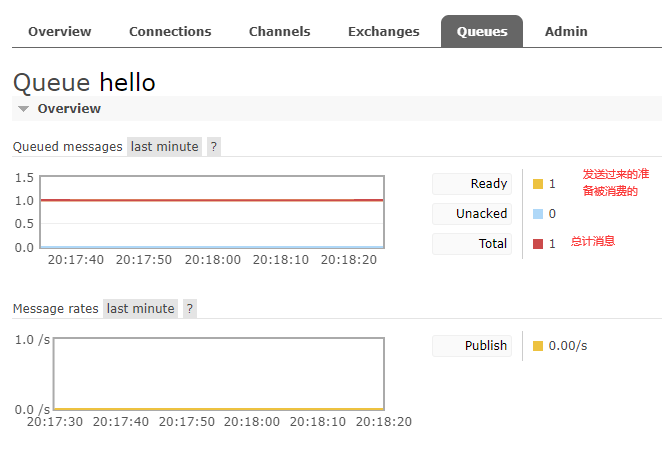 Overview Connections Channels Exchanges Queues Admin
Queue hello
Overview
Queued messages last minute ?
1.5
1.0
0.5
0.0
20:17:40 20:17:50 20:18:00 20:18:10 20:18:20
Ready 1
发送过来的准
备被消费的
Unacked 0
Total 1 总计消息
Message rates last minute ?
1.0 /s
0.0 /s
20:17:30 20:17:40 20:17:50 20:18:00 20:18:10 20:18:20
Publish 0.00/s